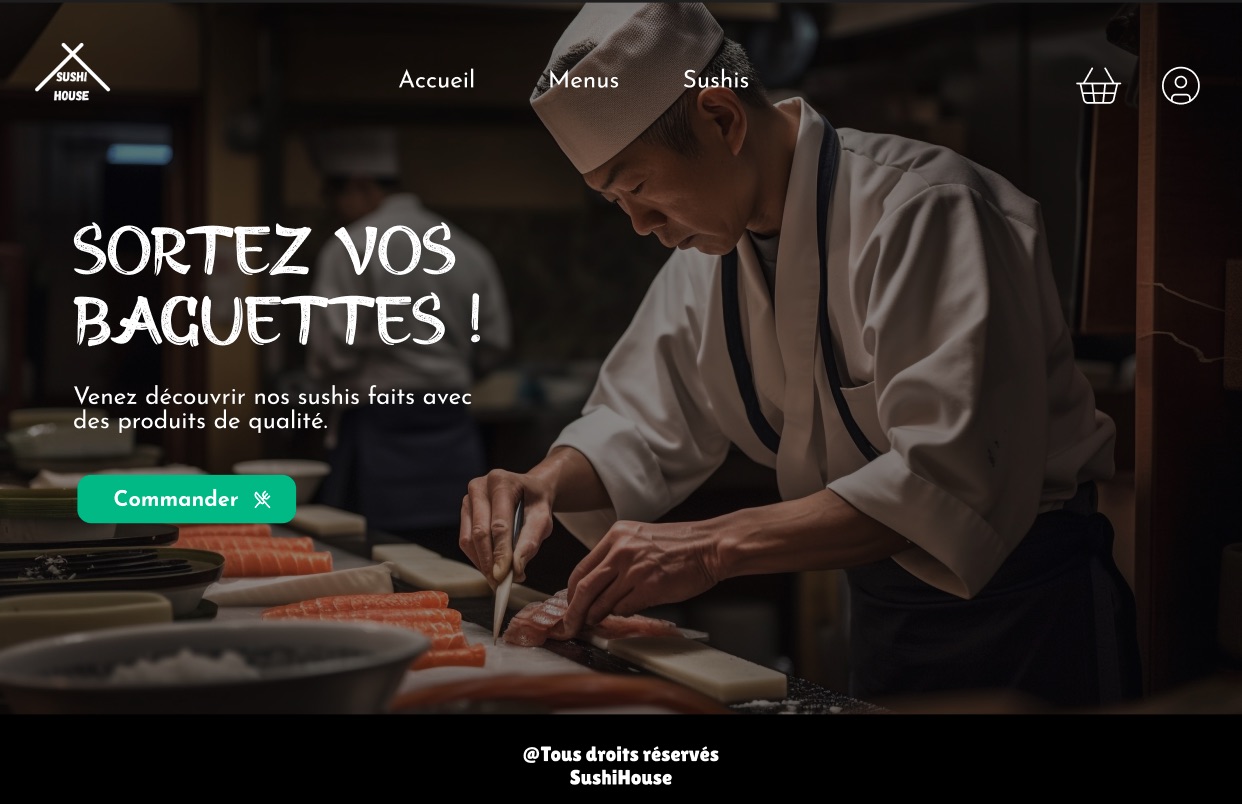 SUSHI
HOUSE
Accueil
Menus
Sushis
SORTEZ VOS
BAGUETTES !
Venez découvrir nos sushis faits avec
des produits de qualité.
Commander
@Tous droits réservés
SushiHouse